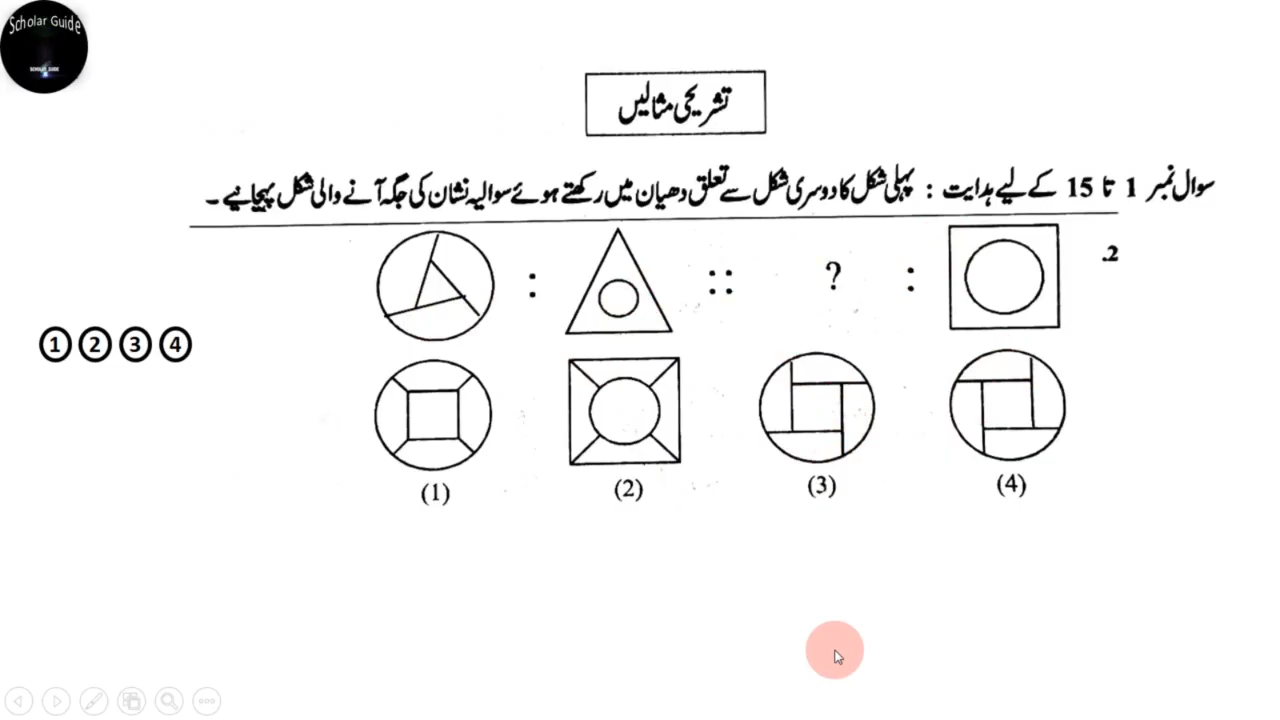 Scholar Guide
SCHOLAR GUIDE
تشریحی مثالیں
سوال نمبر 1 تا 15 کے لیے ہدایت : پہلی شکل کا دوسری شکل سے تعلق دھیان میں رکھتے ہوئے سوالیہ نشان کی جگہ آنے والی شکل پہچانیے ۔
2.
: :: ? :
1 2 3 4
(1) (2) (3) (4)